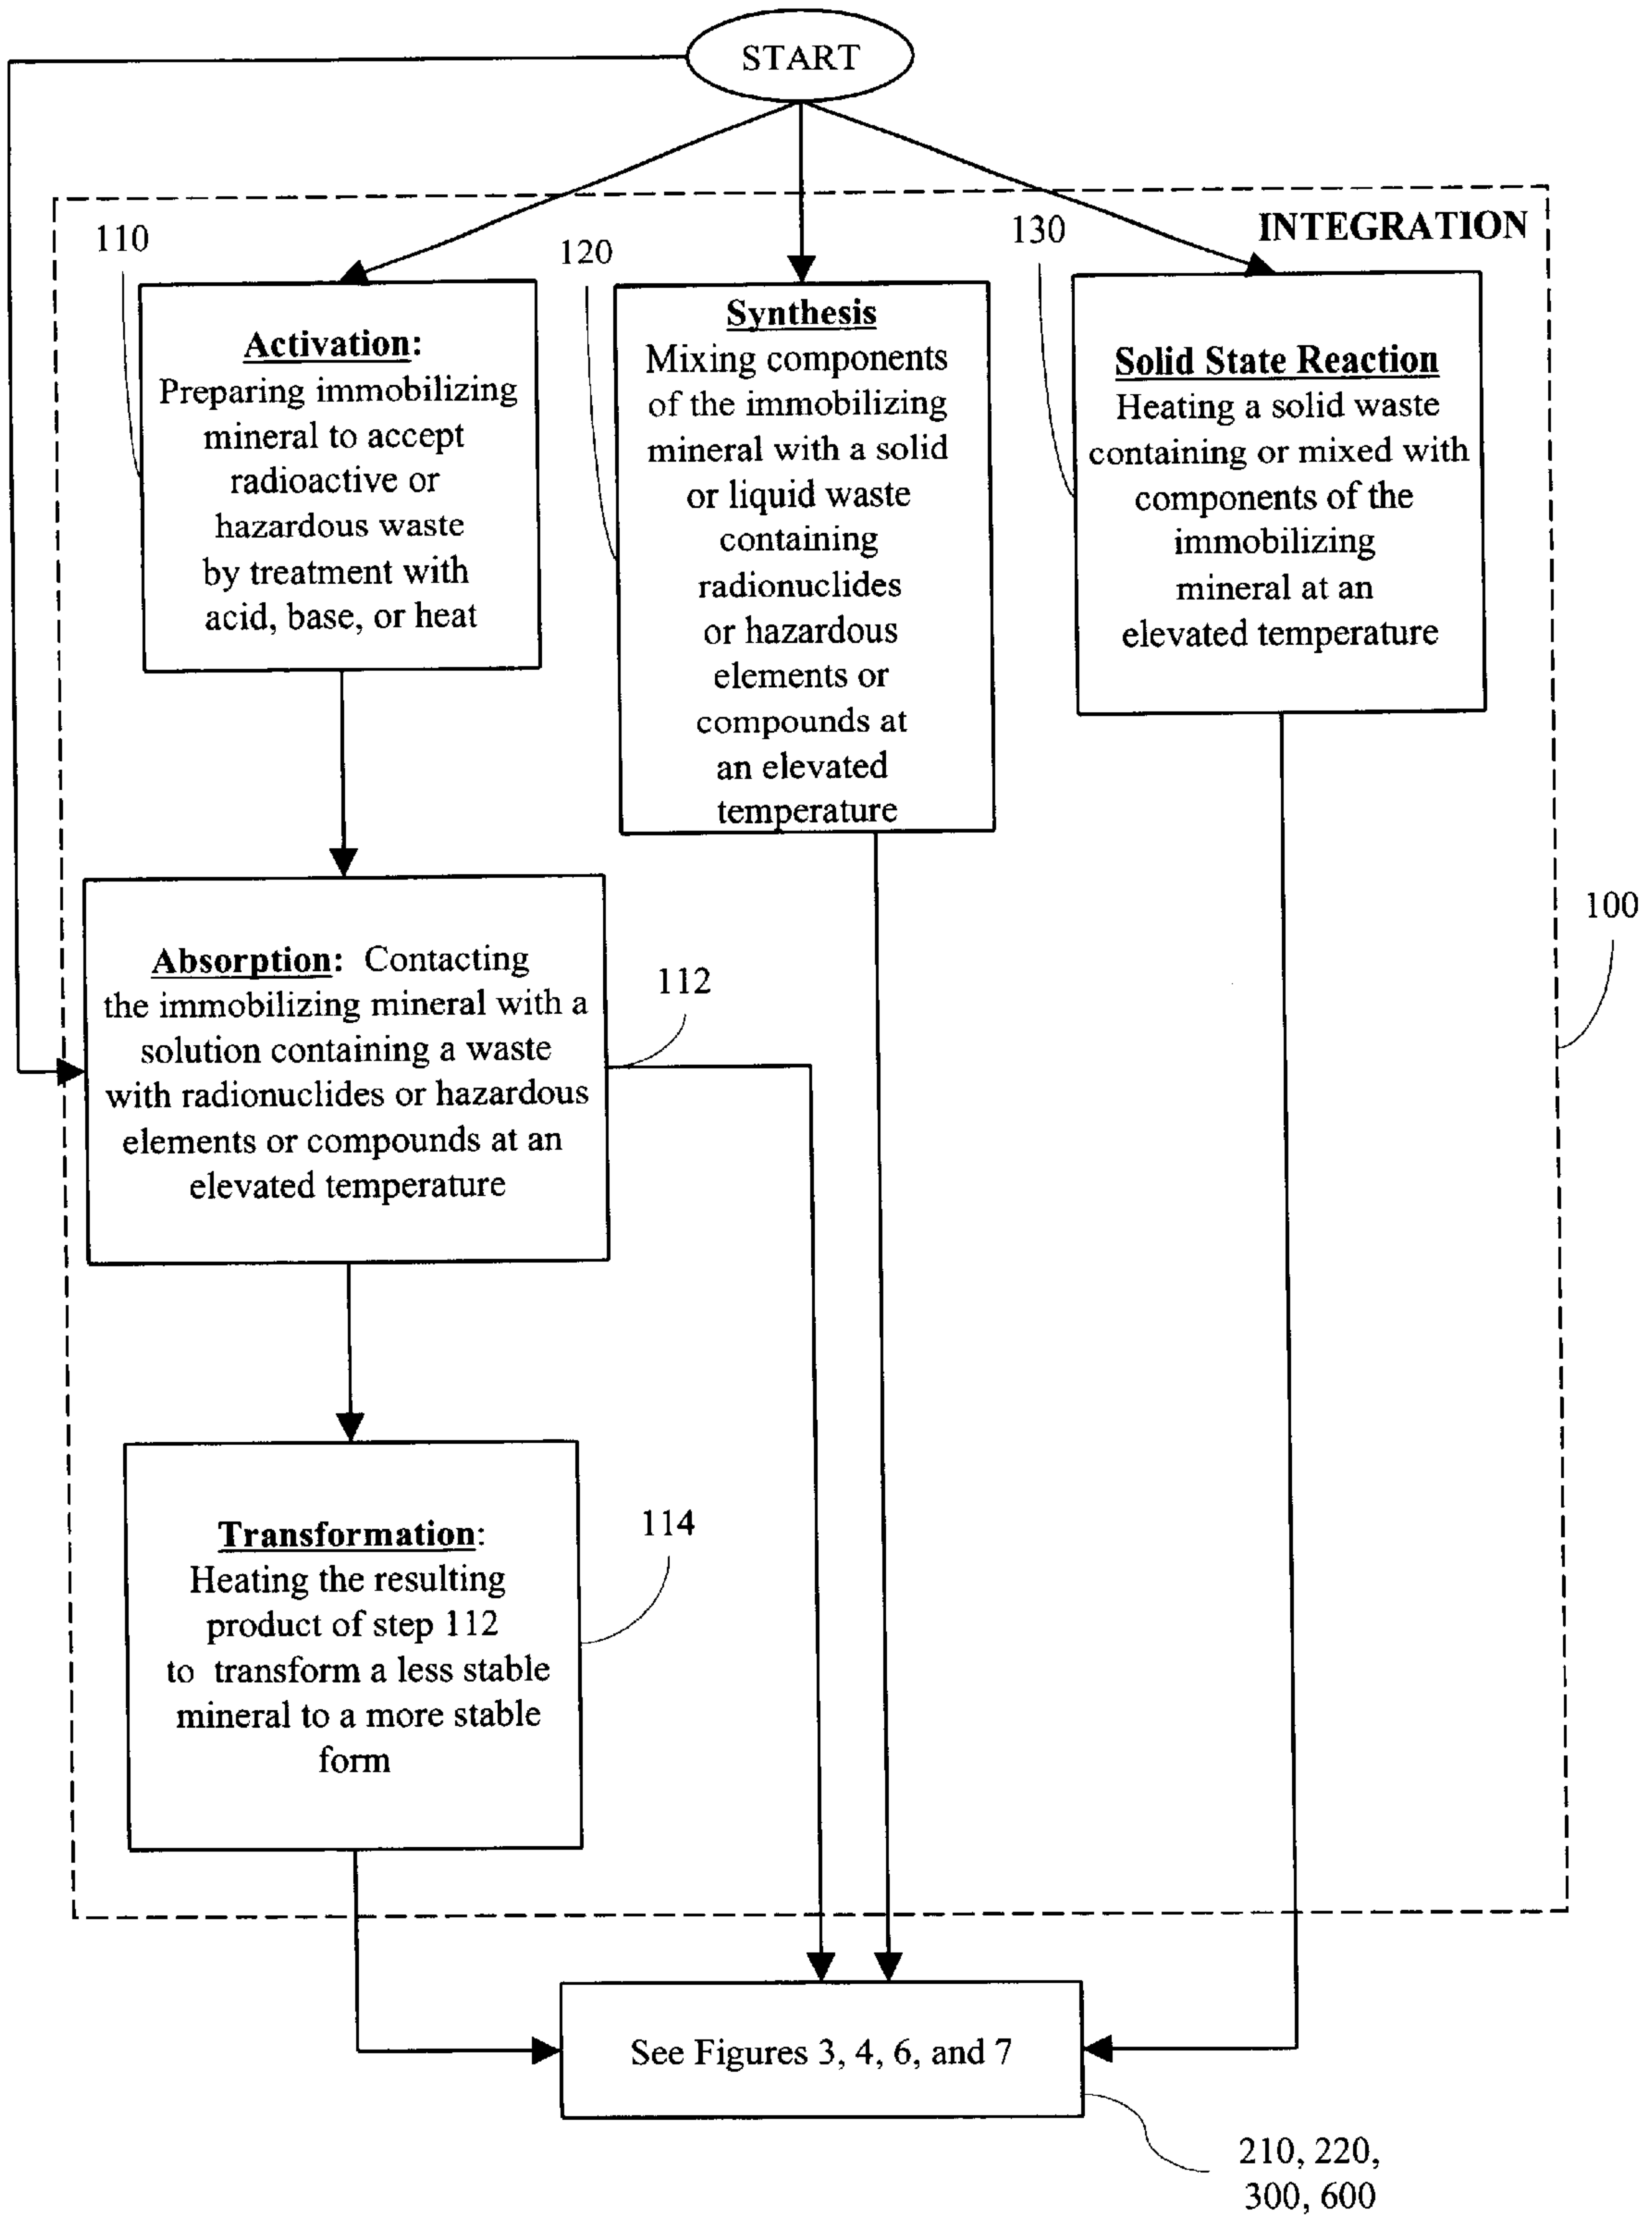 START
INTEGRATION
110
120
130
Activation:
Preparing immobilizing
mineral to accept
radioactive or
hazardous waste
by treatment with
acid, base, or heat
Synthesis
Mixing components
of the immobilizing
mineral with a solid
or liquid waste
containing
radionuclides
or hazardous
elements or
compounds at
an elevated
temperature
Solid State Reaction
Heating a solid waste
containing or mixed with
components of the
immobilizing
mineral at an
elevated temperature
100
Absorption: Contacting
the immobilizing mineral with a
solution containing a waste
with radionuclides or hazardous
elements or compounds at an
elevated temperature
112
Transformation:
Heating the resulting
product of step 112
to transform a less stable
mineral to a more stable
form
114
See Figures 3, 4, 6, and 7
210, 220,
300, 600